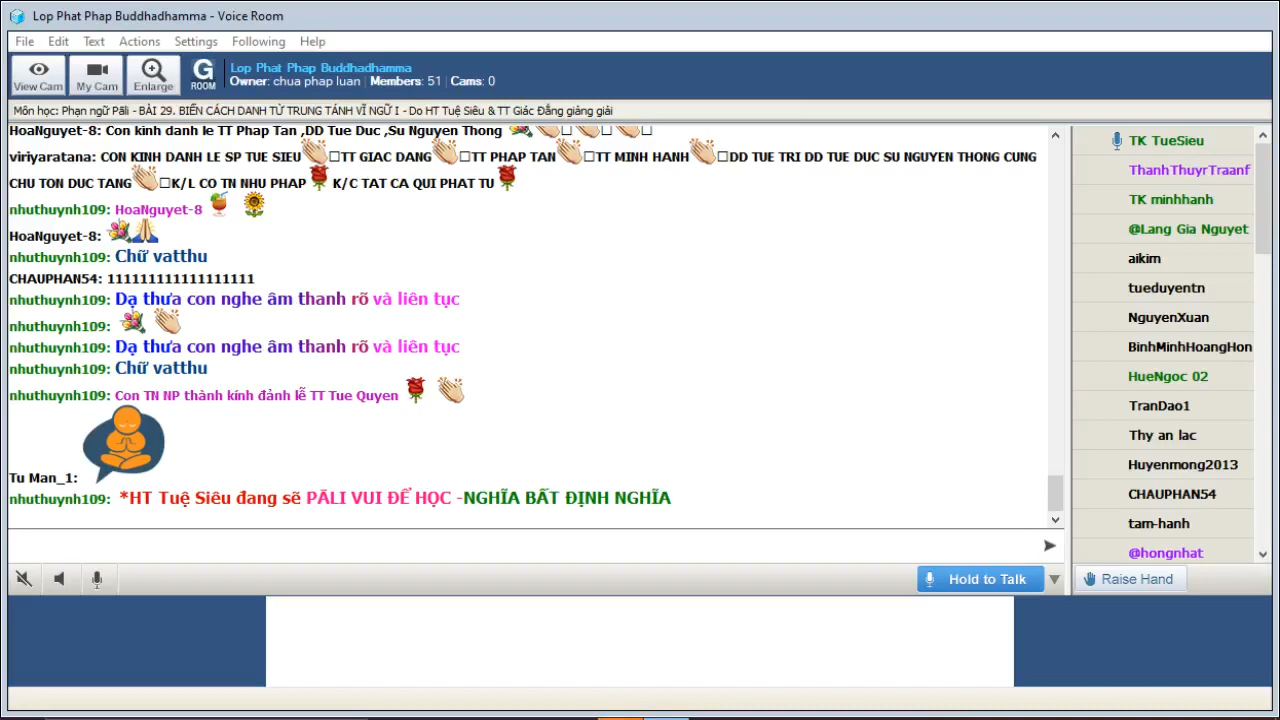 Lop Phat Phap Buddhadhamma - Voice Room
File Edit Text Actions Settings Following Help
View Cam My Cam Enlarge G ROOM
Lop Phat Phap Buddhadhamma
Owner: chua phap luan Members: 51 Cams: 0
Môn học: Phạn ngữ Pāli - BÀI 29. BIẾN CÁCH DANH TỪ TRUNG TÁNH VĨ NGỮ I - Do HT Tuệ Siêu & TT Giác Đẳng giảng giải
HoaNguyet-8: Con kinh danh le TT Phap Tan ,DD Tue Duc ,Su Nguyen Thong
viriyaratana: CON KINH DANH LE SP TUE SIEU TT GIAC DANG TT PHAP TAN TT MINH HANH DD TUE TRI DD TUE DUC SU NGUYEN THONG CUNG
CHU TON DUC TANG K/L CO TN NHU PHAP K/C TAT CA QUI PHAT TU
nhuthuynh109: HoaNguyet-8
HoaNguyet-8:
nhuthuynh109: Chữ vatthu
CHAUPHAN54: 111111111111111111
nhuthuynh109: Dạ thưa con nghe âm thanh rõ và liên tục
nhuthuynh109:
nhuthuynh109: Dạ thưa con nghe âm thanh rõ và liên tục
nhuthuynh109: Chữ vatthu
nhuthuynh109: Con TN NP thành kính đảnh lễ TT Tue Quyen
Tu Man_1:
nhuthuynh109: *HT Tuệ Siêu đang sẽ PĀLI VUI ĐỂ HỌC -NGHĨA BẤT ĐỊNH NGHĨA
Hold to Talk
TK TueSieu
ThanhThuyrTraanf
TK minhhanh
@Lang Gia Nguyet
aikim
tueduyentn
NguyenXuan
BinhMinhHoangHon
HueNgoc 02
TranDao1
Thy an lac
Huyenmong2013
CHAUPHAN54
tam-hanh
@hongnhat
Raise Hand